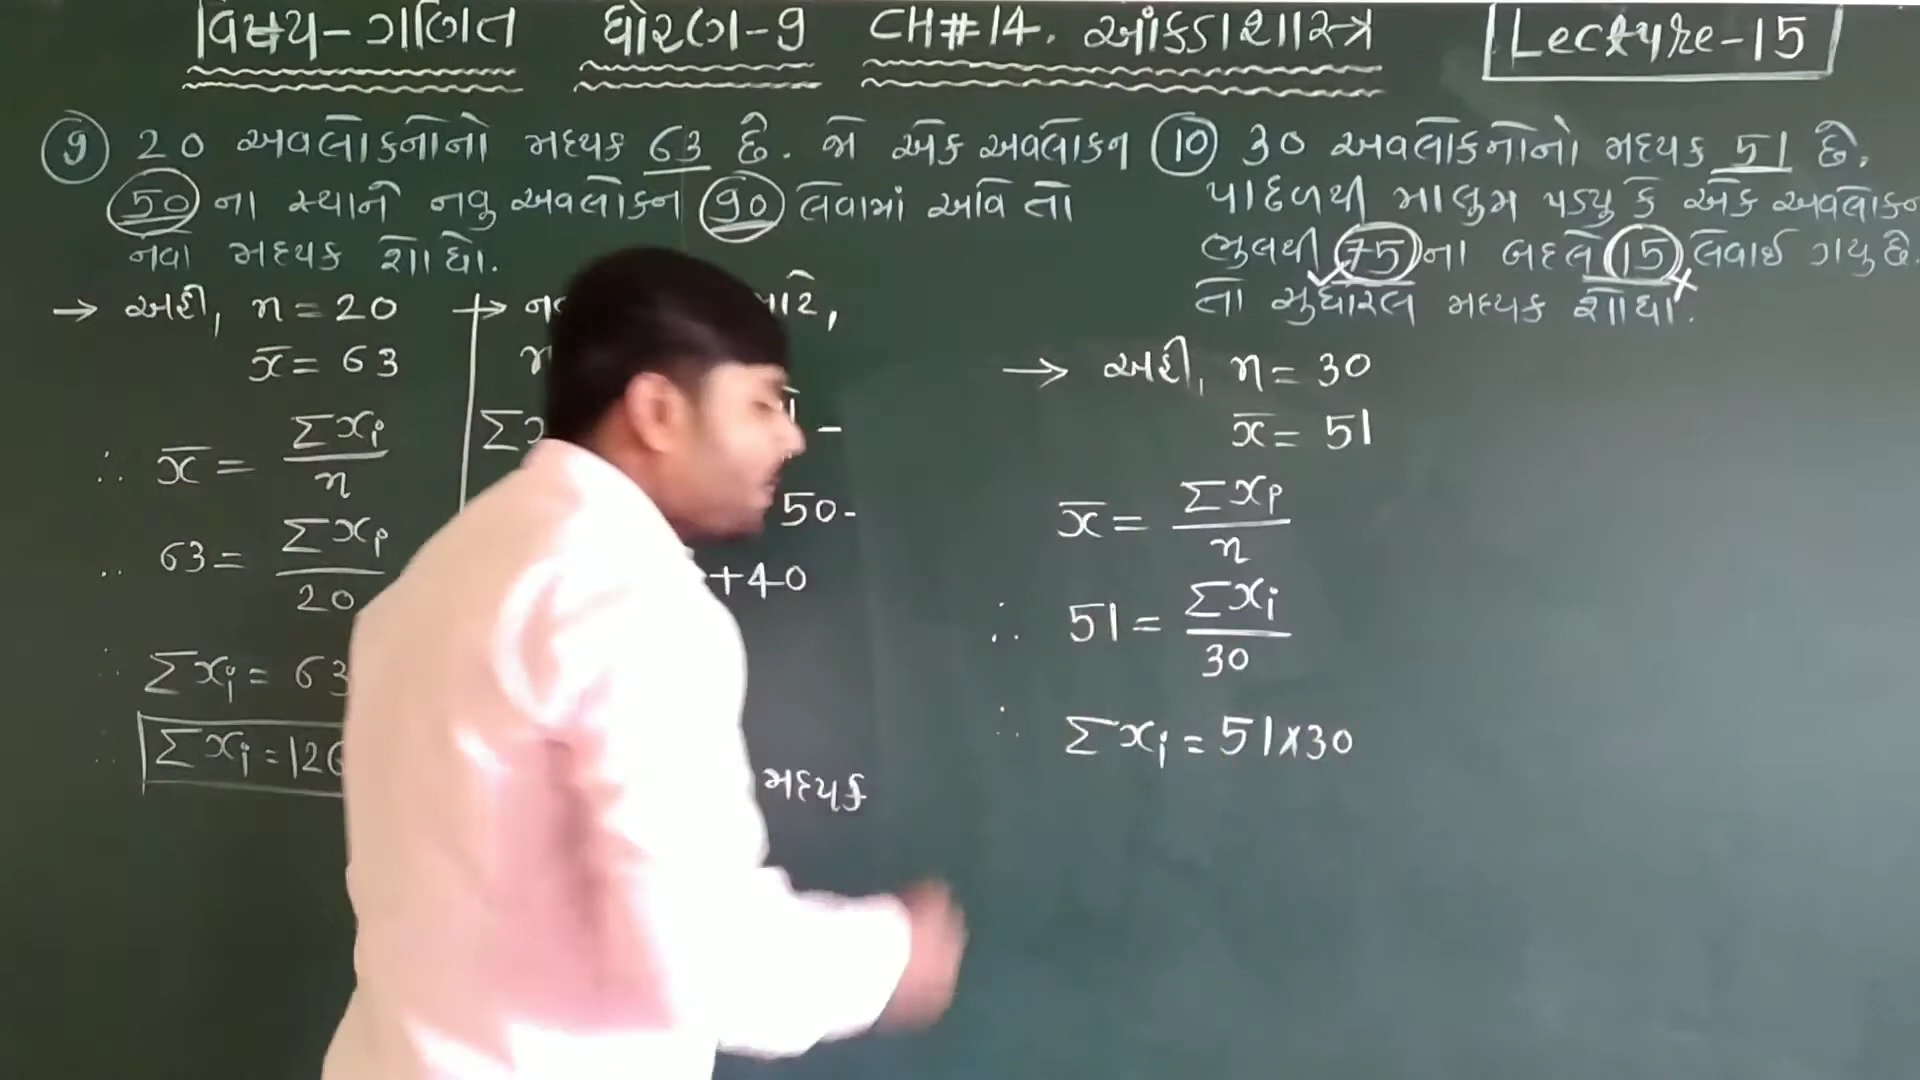 વિષય - ગણિત ધોરણ - 9 CH#14. આંકડાશાસ્ત્ર Lecture-15
9 20 અવલોકનોનો મધ્યક 63 છે. જો એક અવલોકન
50 ના સ્થાને નવુ અવલોકન 90 લેવામાં આવે તો
નવો મધ્યક શોધો.
→ અહી, n = 20
x̄ = 63
∴ x̄ = Σxi / n
∴ 63 = Σxi / 20
∴ Σxi = 63
∴ Σxi = 126
માટે,
Σx
-
50-
+40
મધ્યક
10 30 અવલોકનોનો મધ્યક 51 છે.
પાછળથી માલુમ પડ્યુ કે એક અવલોકન
ભુલથી 75 ના બદલે 15 લેવાઈ ગયુ છે.
તો સુધારેલ મધ્યક શોધો.
→ અહી, n = 30
x̄ = 51
x̄ = Σxi / n
∴ 51 = Σxi / 30
∴ Σxi = 51×30